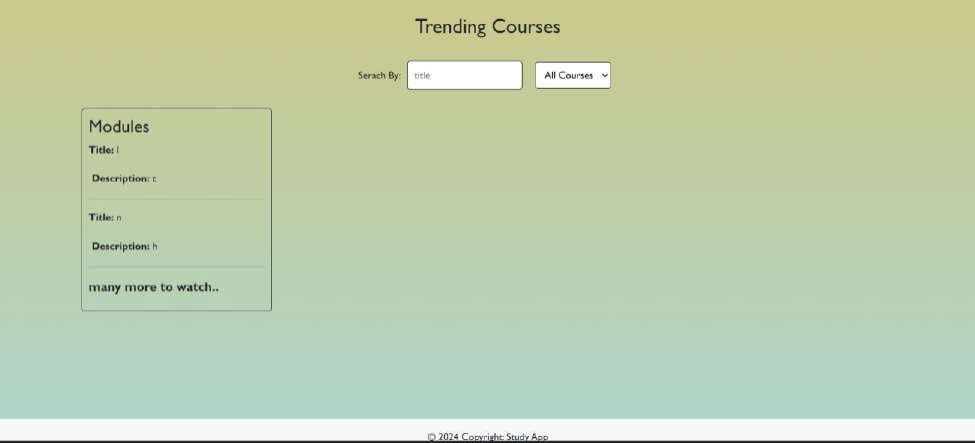 Trending Courses
Serach By: title All Courses
Modules
Title: l
Description: t
Title: n
Description: h
many more to watch..
© 2024 Copyright: Study App